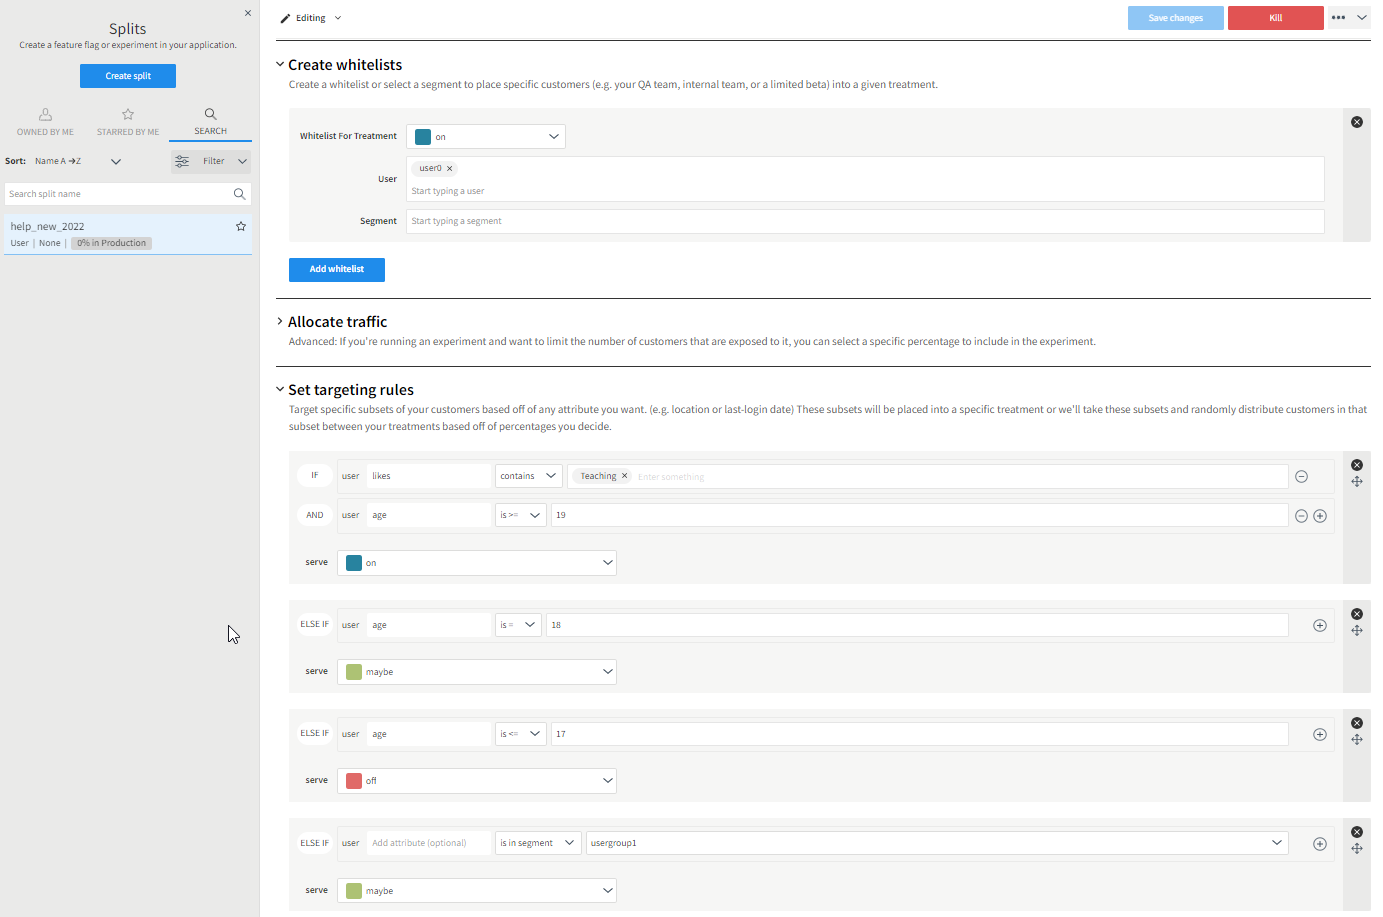 Splits
Create a feature flag or experiment in your application.
Create split
OWNED BY ME
STARRED BY ME
SEARCH
Sort: Name A ➔Z
Filter
Search split name
help_new_2022
User | None | 0% in Production
Editing
Save changes
Kill
Create whitelists
Create a whitelist or select a segment to place specific customers (e.g. your QA team, internal team, or a limited beta) into a given treatment.
Whitelist For Treatment
on
User
user0
Start typing a user
Segment
Start typing a segment
Add whitelist
Allocate traffic
Advanced: If you're running an experiment and want to limit the number of customers that are exposed to it, you can select a specific percentage to include in the experiment.
Set targeting rules
Target specific subsets of your customers based off of any attribute you want. (e.g. location or last-login date) These subsets will be placed into a specific treatment or we'll take these subsets and randomly distribute customers in that
subset between your treatments based off of percentages you decide.
IF user likes contains Teaching Enter something
AND user age is >= 19
serve on
ELSE IF user age is = 18
serve maybe
ELSE IF user age is <= 17
serve off
ELSE IF user Add attribute (optional) is in segment usergroup1
serve maybe